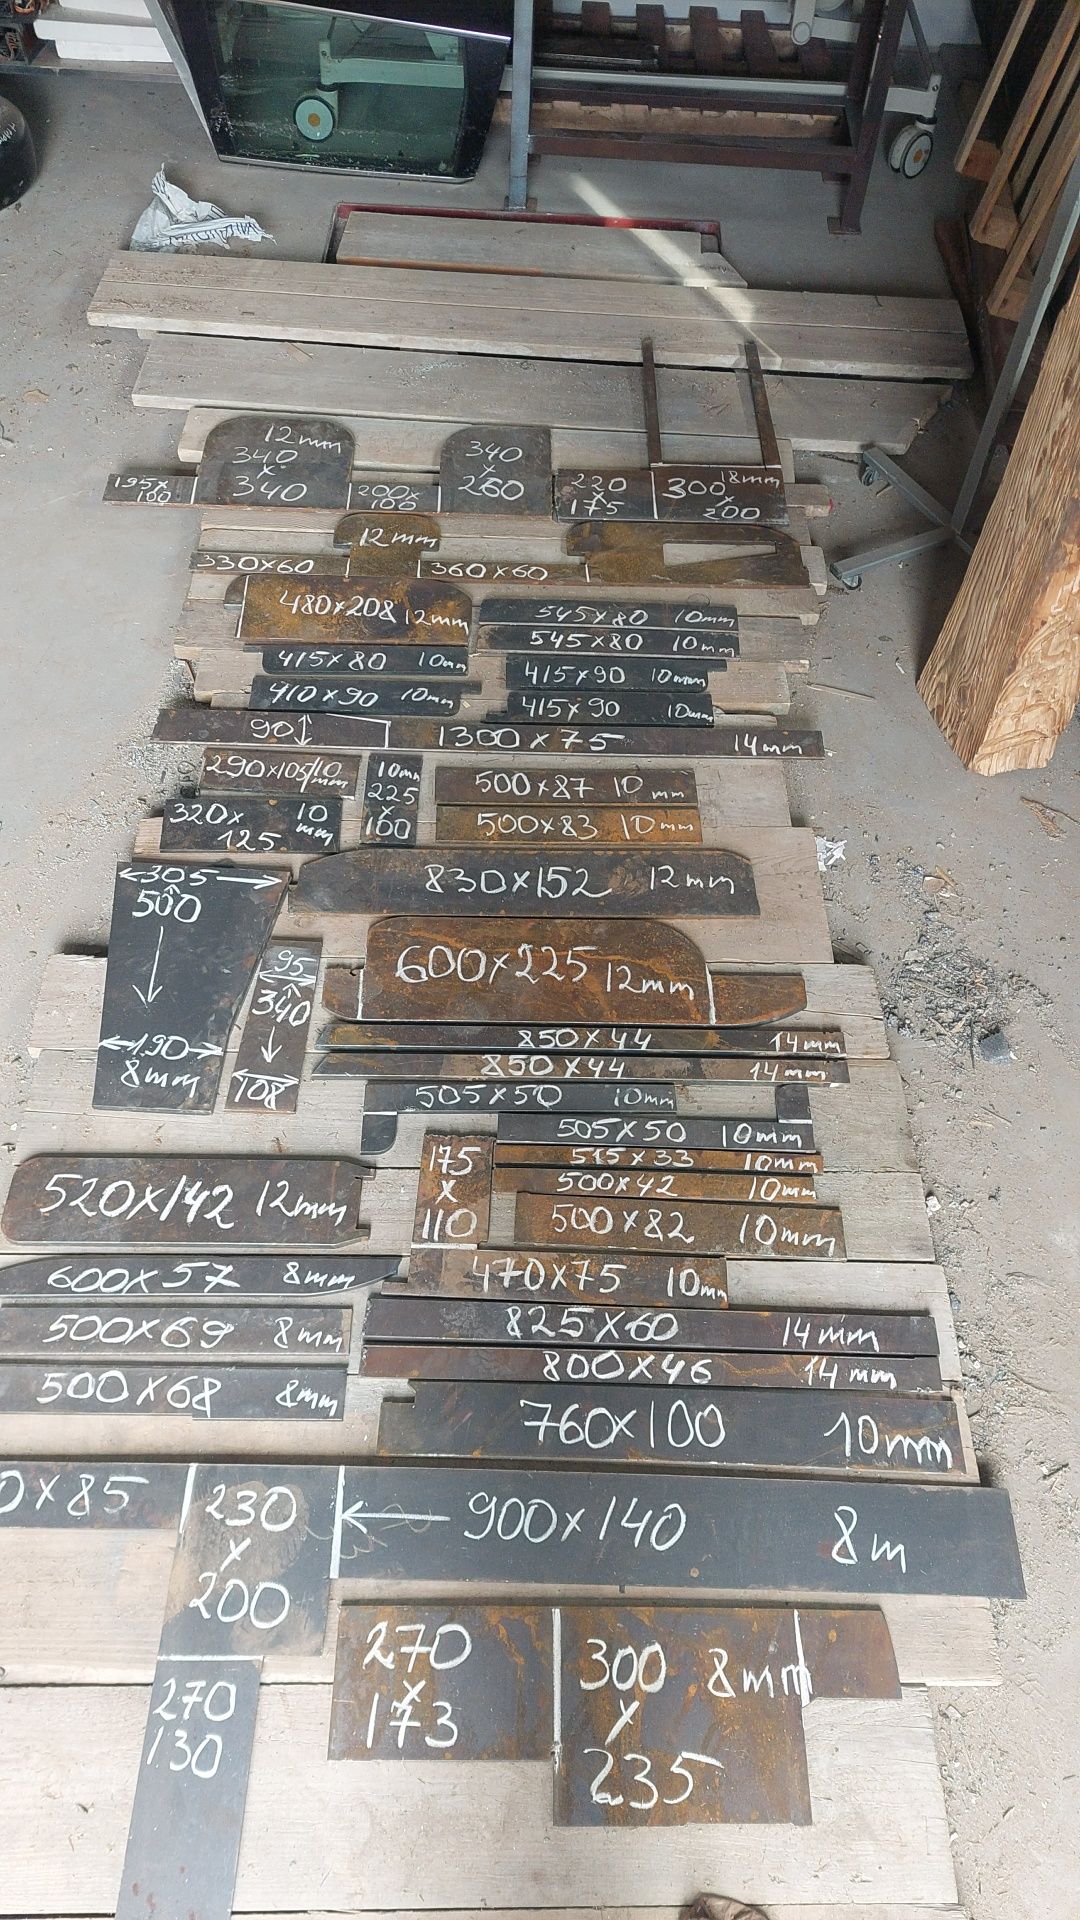 12mm
340
x
340
340
x
260
195x
100
200x
100
220
x
175
18mm
300
x
200
12mm
330x60
360x60
480x208 12mm
545x80 10mm
545x80 10mm
415x80 10mm
415x90 10mm
410x90 10mm
415x90 10mm
90
1300x75 14mm
290x105/10mm
10mm
225
x
100
500x87 10mm
320x
125
10
mm
500x83 10mm
830x152 12mm
305
500
190
8mm
600x225 12mm
95
340
108
850x44 14mm
850x44 14mm
505x50 10mm
505x50 10mm
175
x
110
515x33 10mm
500x42 10mm
500x82 10mm
520x142 12mm
470x75 10mm
600x57 8mm
825x60 14mm
500x69 8mm
800x46 14mm
500x68 8mm
760x100 10mm
0x85
230
x
200
900x140 8m
270
130
270
x
173
300 8mm
x
235